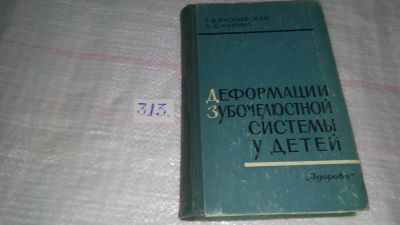 313.
ДЕФОРМАЦИИ
ЗУБОЧЕЛЮСТНОЙ
СИСТЕМЫ
У ДЕТЕЙ
„Здоров'я"